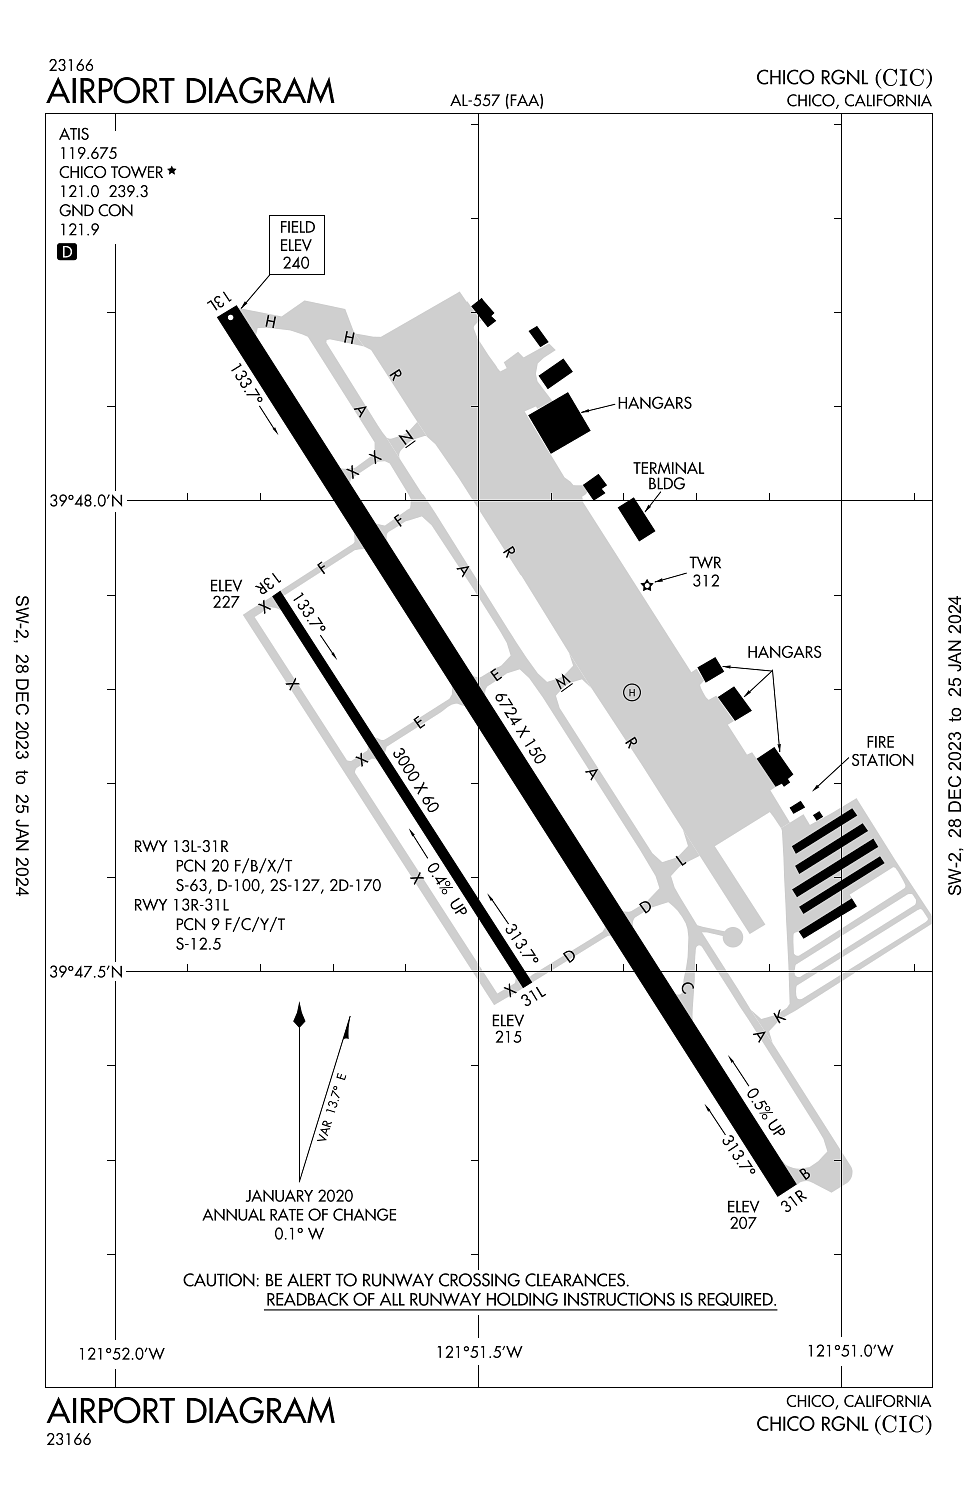 23166
AIRPORT DIAGRAM
AL-557 (FAA)
CHICO RGNL (CIC)
CHICO, CALIFORNIA
ATIS
119.675
CHICO TOWER ★
121.0 239.3
GND CON
121.9
D
FIELD
ELEV
240
13L
H
H
R
A
N
X
X
133.7°
HANGARS
TERMINAL
BLDG
39°48.0'N
F
F
R
A
TWR
312
ELEV
227
13R
X
133.7°
X
E
E
M
H
HANGARS
6724 X 150
R
A
X
3000 X 60
FIRE
STATION
RWY 13L-31R
PCN 20 F/B/X/T
S-63, D-100, 2S-127, 2D-170
RWY 13R-31L
PCN 9 F/C/Y/T
S-12.5
0.4% UP
X
L
D
D
313.7°
39°47.5'N
X
31L
ELEV
215
C
K
A
VAR 13.7° E
0.5% UP
313.7°
B
31R
ELEV
207
JANUARY 2020
ANNUAL RATE OF CHANGE
0.1° W
CAUTION: BE ALERT TO RUNWAY CROSSING CLEARANCES.
READBACK OF ALL RUNWAY HOLDING INSTRUCTIONS IS REQUIRED.
121°52.0'W
121°51.5'W
121°51.0'W
AIRPORT DIAGRAM
23166
CHICO, CALIFORNIA
CHICO RGNL (CIC)
SW-2, 28 DEC 2023 to 25 JAN 2024
SW-2, 28 DEC 2023 to 25 JAN 2024